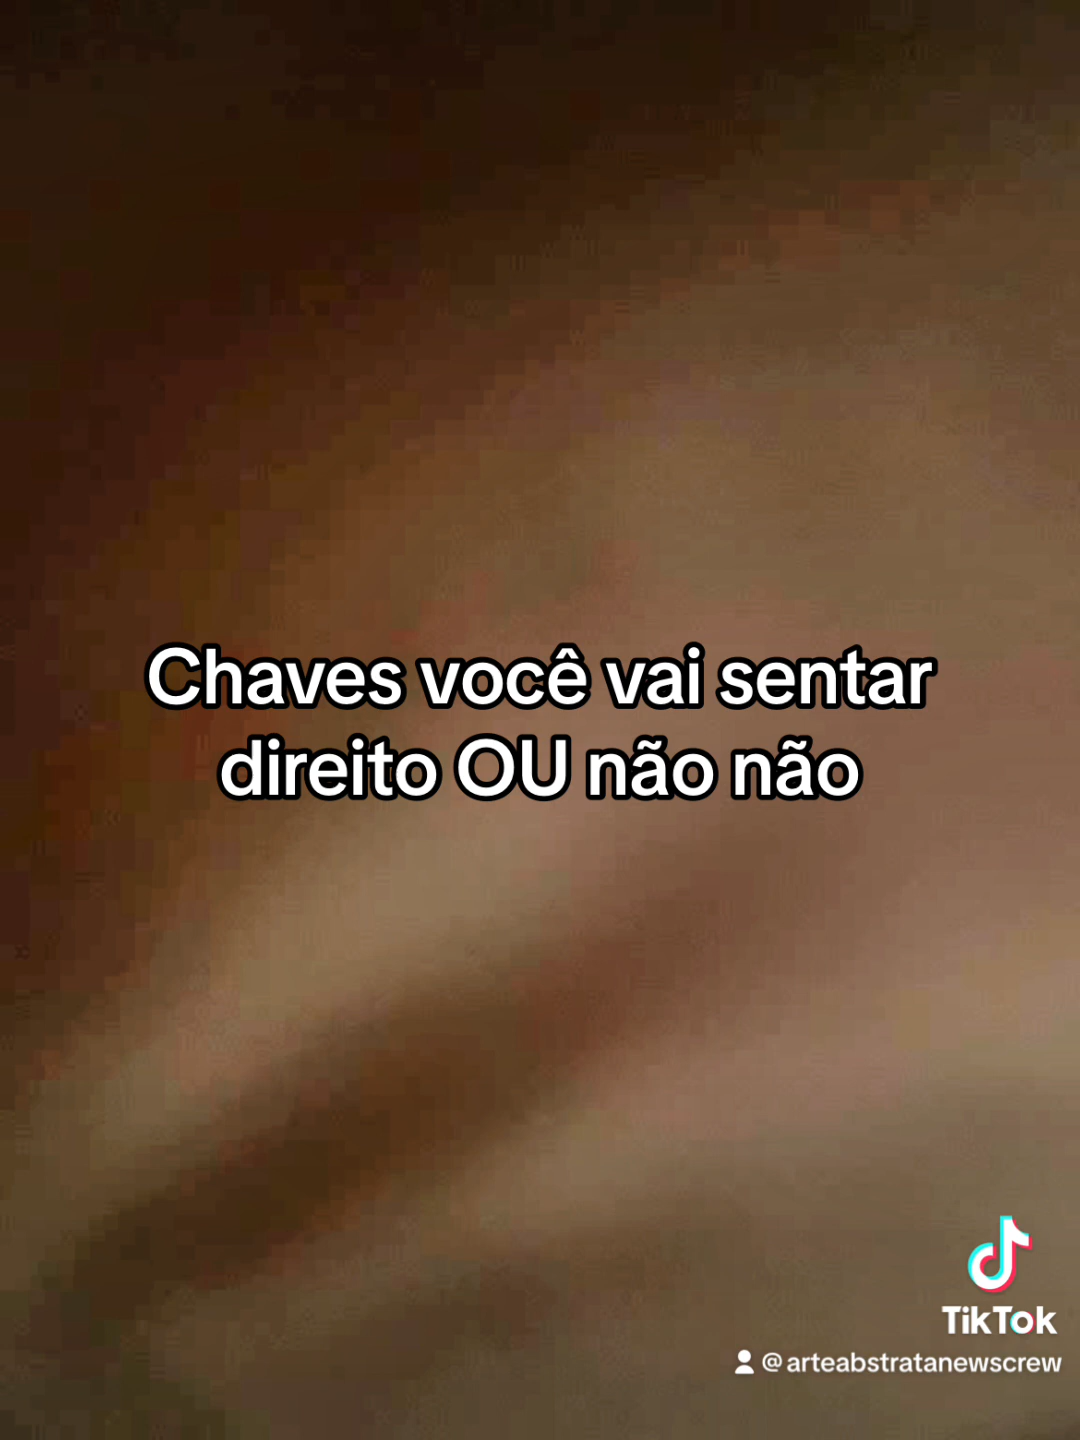 Chaves você vai sentar
direito OU não não
TikTok
@arteabstratanewscrew